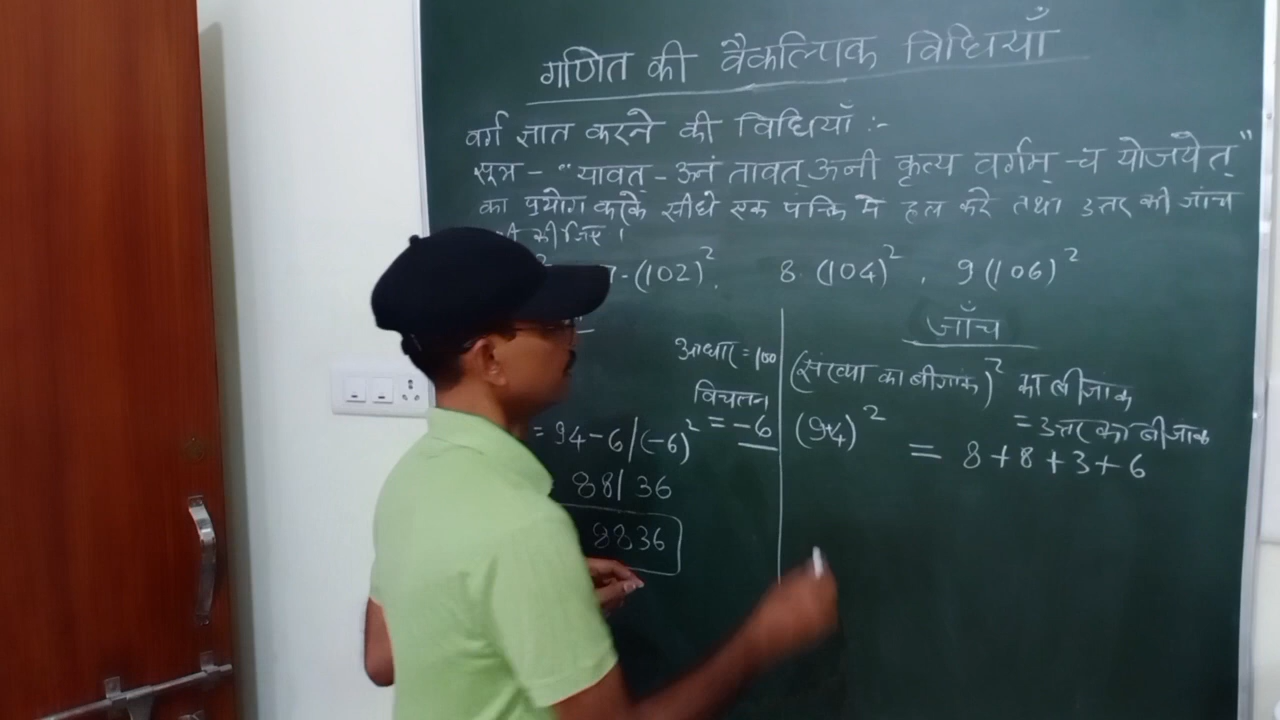 गणित की वैकल्पिक विधियाँ
वर्ग ज्ञात करने की विधियाँ :-
सूत्र - "यावत् - ऊनं तावत् ऊनी कृत्य वर्गम् - च योजयेत्"
का प्रयोग करके सीधे एक पंक्ति मे हल करे तथा उत्तर की जाँच
कीजिए।
(102)². 8. (104)², 9 (106)²
आधार = 100
विचलन
= -6
= 94-6/(-6)²
88/36
8836
जाँच
(संख्या का बीजांक)² का बीजांक
= उत्तर का बीजांक
(94)²
= 8+8+3+6